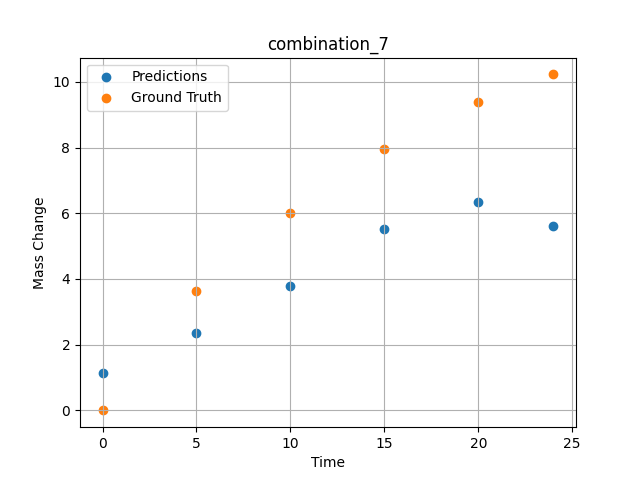 combination_7
Predictions
Ground Truth
10
8
6
4
2
0
Mass Change
0 5 10 15 20 25
Time